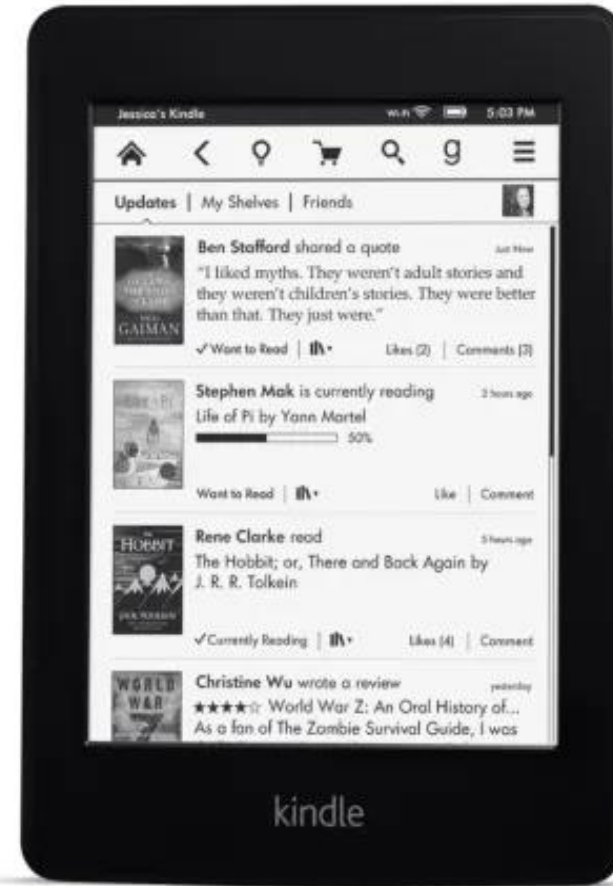 Jessica's Kindle Wi-Fi 5:03 PM
g
Updates | My Shelves | Friends
Ben Stafford shared a quote Just Now
"I liked myths. They weren't adult stories and
they weren't children's stories. They were better
than that. They just were."
NEIL
GAIMAN
✓Want to Read | Likes (2) | Comments (3)
Stephen Mak is currently reading 2 hours ago
Life of Pi by Yann Martel
50%
Want to Read | Like | Comment
Rene Clarke read 5 hours ago
THE
HOBBIT
The Hobbit; or, There and Back Again by
J. R. R. Tolkein
✓Currently Reading | Likes (4) | Comment
Christine Wu wrote a review yesterday
WORLD
WAR
★★★★☆ World War Z: An Oral History of...
As a fan of The Zombie Survival Guide, I was
kindle